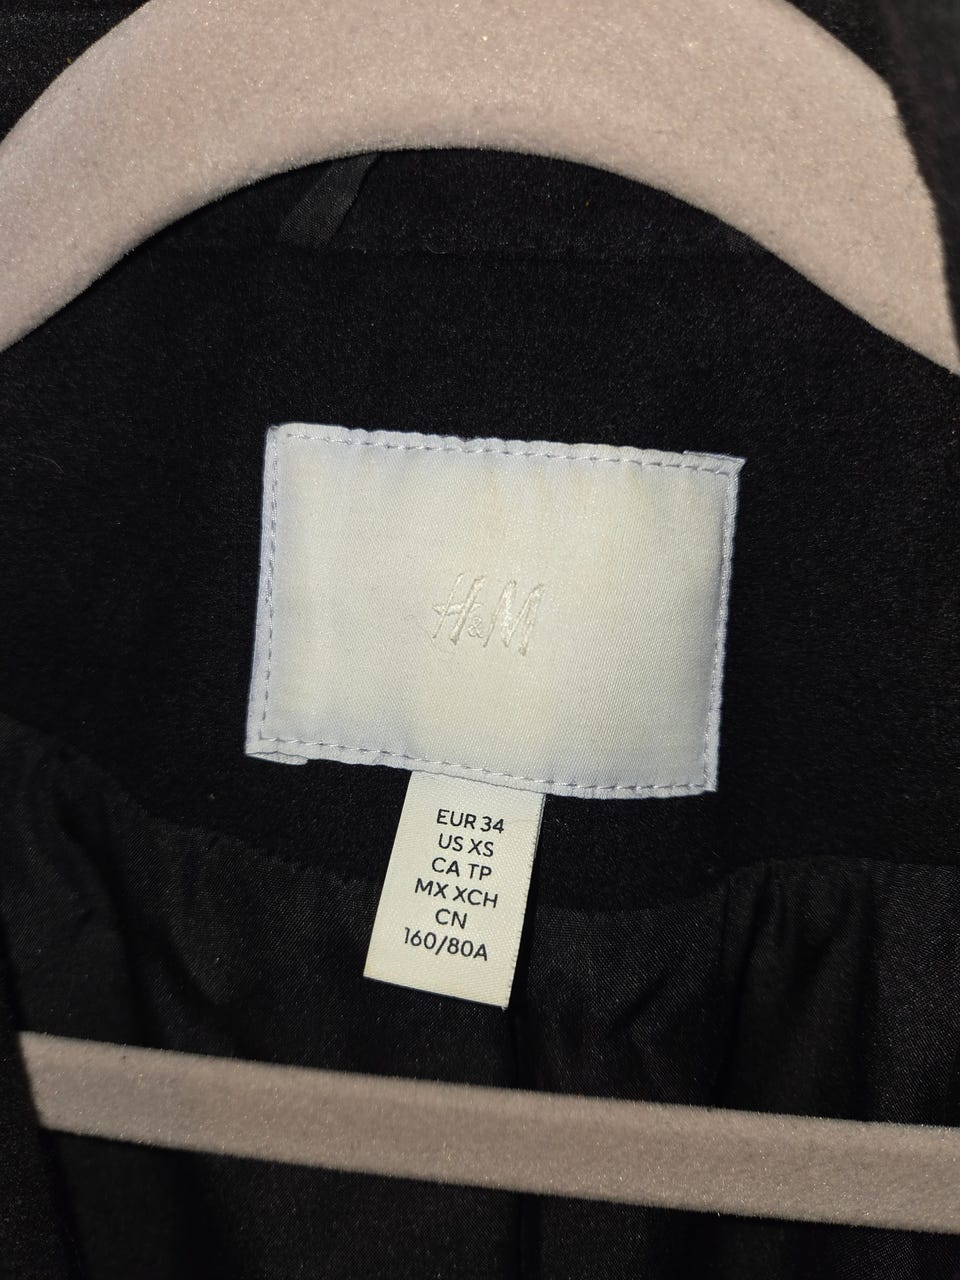 H&M
EUR 34
US XS
CA TP
MX XCH
CN
160/80A